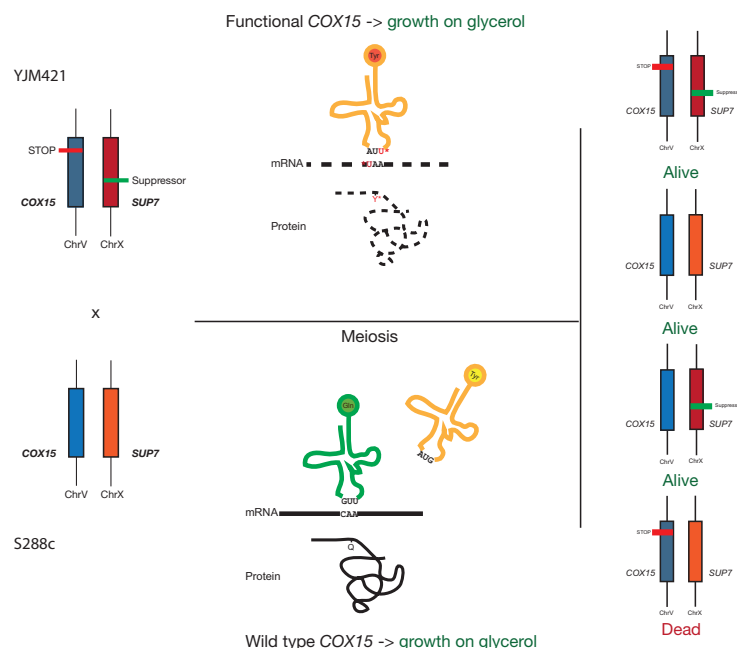 Functional COX15 -> growth on glycerol
YJM421
STOP
Suppressor
COX15
SUP7
ChrV
ChrX
x
COX15
SUP7
ChrV
ChrX
S288c
Tyr
AUU*
mRNA
*UAA
Y*
Protein
Meiosis
Gln
Tyr
AUG
GUU
mRNA
CAA
Q
Protein
Wild type COX15 -> growth on glycerol
STOP
Suppressor
COX15
SUP7
ChrV
ChrX
Alive
COX15
SUP7
ChrV
ChrX
Alive
Suppressor
COX15
SUP7
ChrV
ChrX
Alive
STOP
COX15
SUP7
ChrV
ChrX
Dead